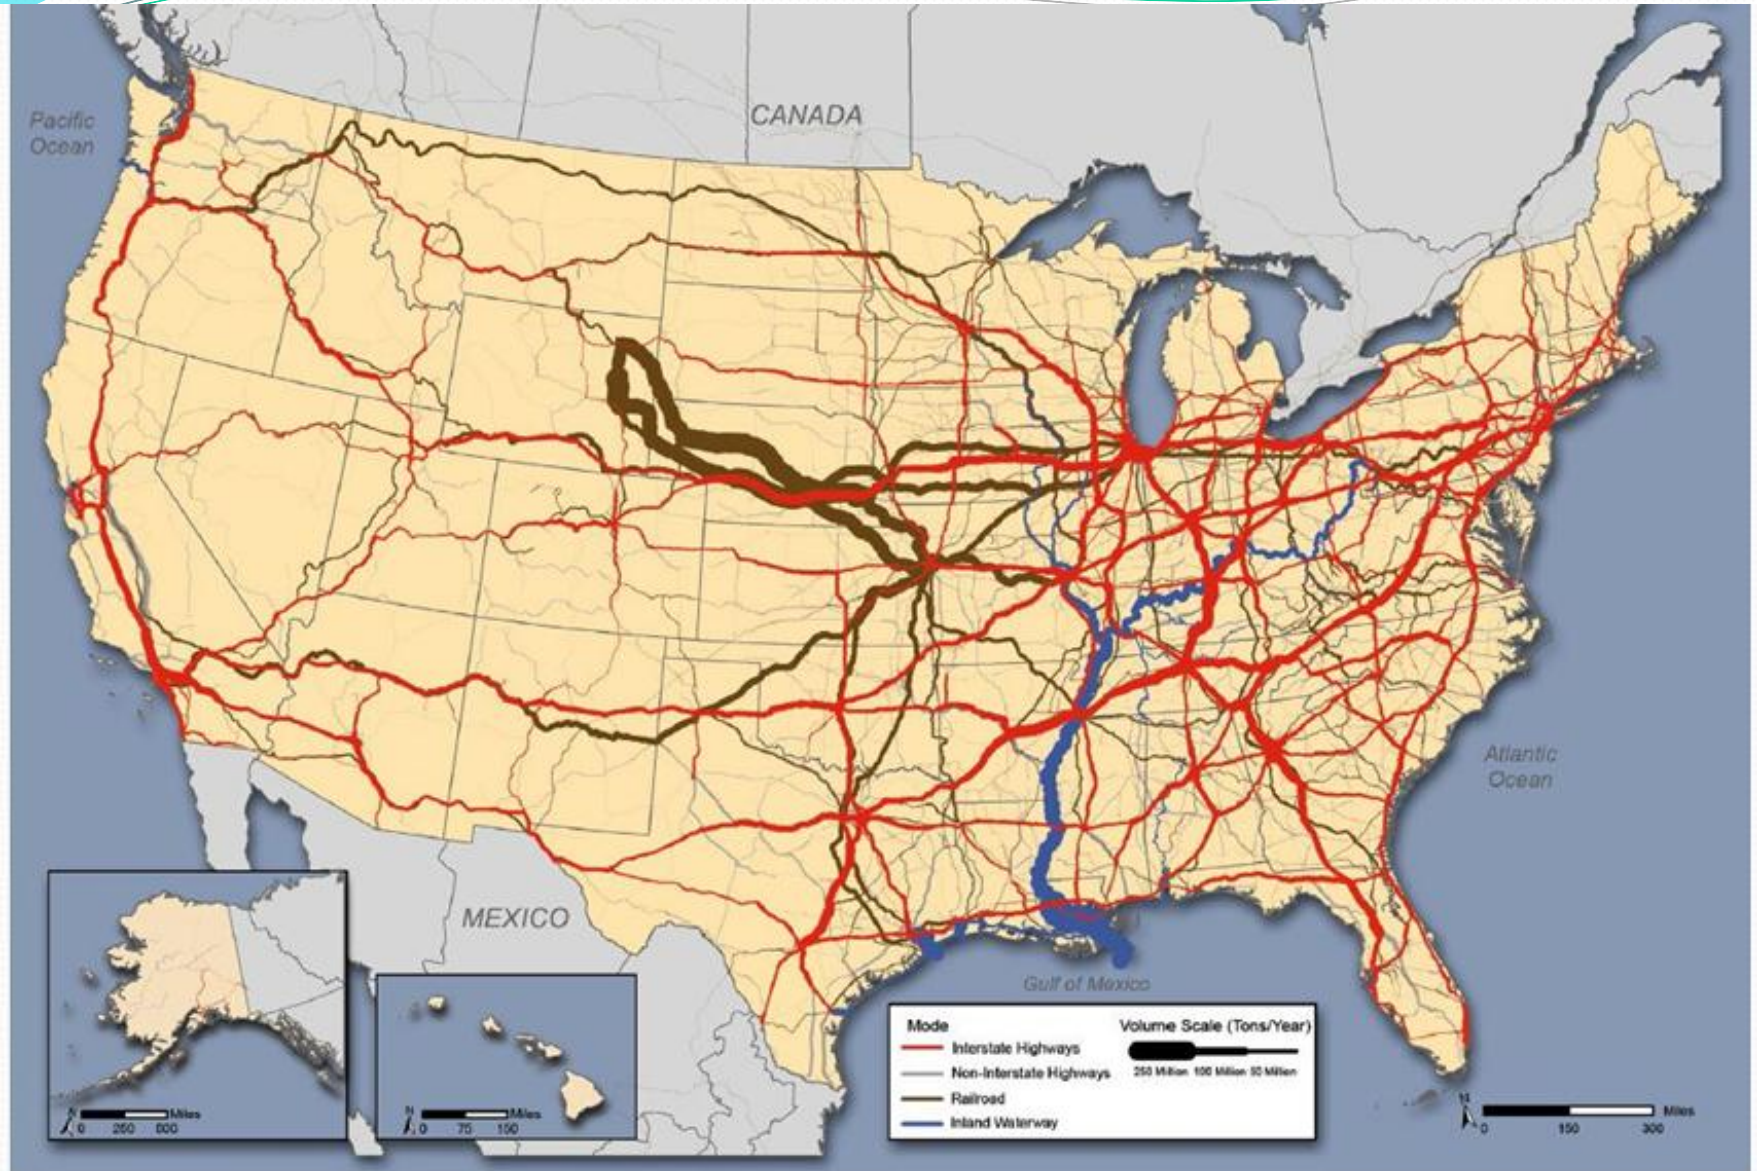 CANADA
Pacific
Ocean
Atlantic
Ocean
MEXICO
Gulf of Mexico
Mode
Interstate Highways
Non-Interstate Highways
Railroad
Inland Waterway
Volume Scale (Tons/Year)
250 Million 100 Million 50 Million
N
Miles
0 250 500
N
Miles
0 75 150
N
Miles
0 150 300